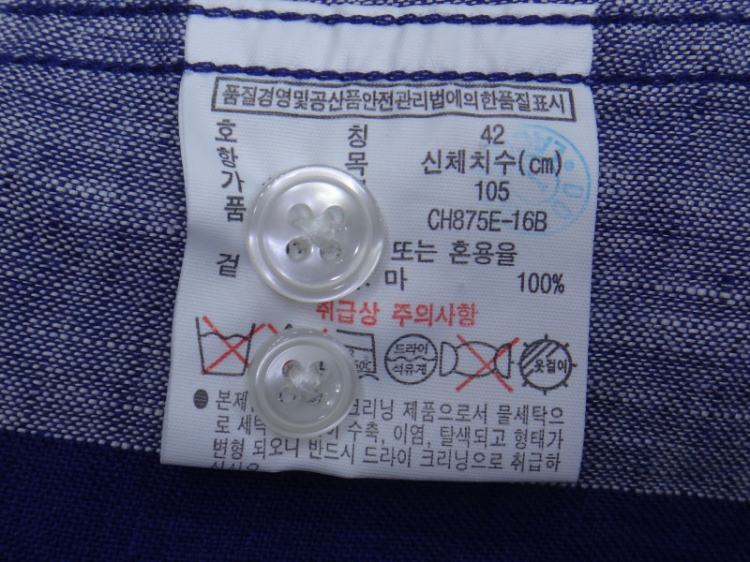 품질경영및공산품안전관리법에의한품질표시
호 칭 42
항 목 신체치수(cm)
가 105
품 CH875E-16B
겉 또는 혼용율
마 100%
취급상 주의사항
드라이 석유계 옷걸이
본제 크리닝 제품으로서 물세탁으
로 세탁 수축, 이염, 탈색되고 형태가
변형 되오니 반드시 드라이 크리닝으로 취급하